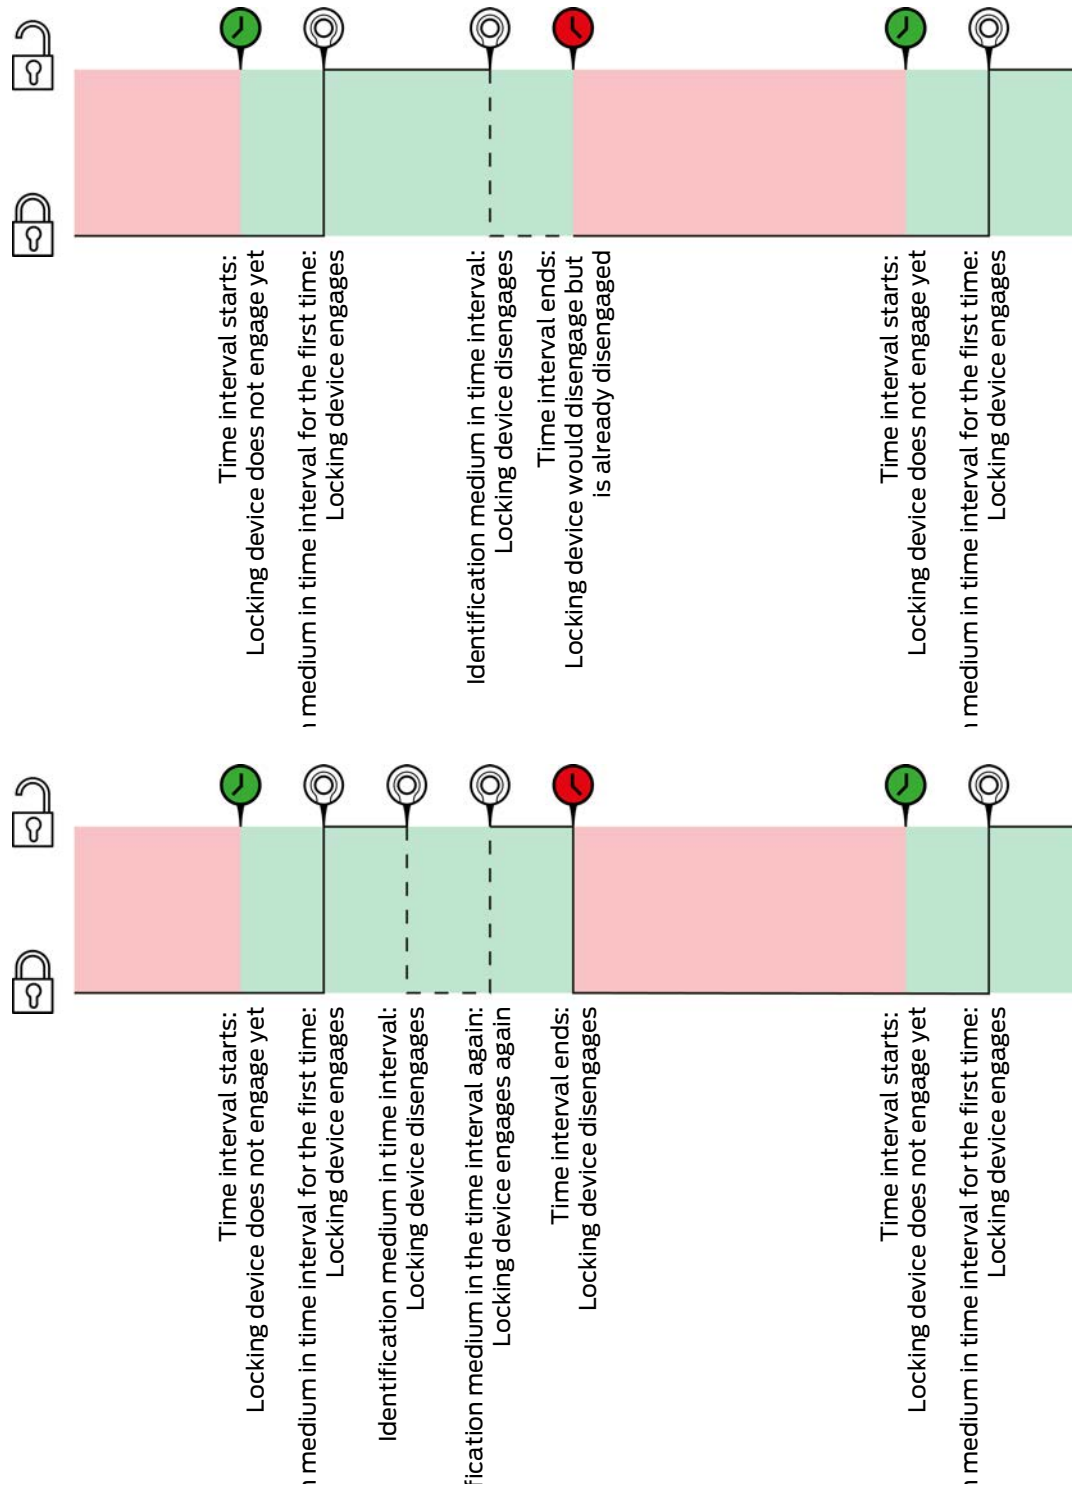 Time interval starts:
Locking device does not engage yet
medium in time interval for the first time:
Locking device engages
Identification medium in time interval:
Locking device disengages
Time interval ends:
Locking device would disengage but
is already disengaged
Time interval starts:
Locking device does not engage yet
medium in time interval for the first time:
Locking device engages
Time interval starts:
Locking device does not engage yet
medium in time interval for the first time:
Locking device engages
Identification medium in time interval:
Locking device disengages
medium in the time interval again:
Locking device engages again
Time interval ends:
Locking device disengages
Time interval starts:
Locking device does not engage yet
medium in time interval for the first time:
Locking device engages